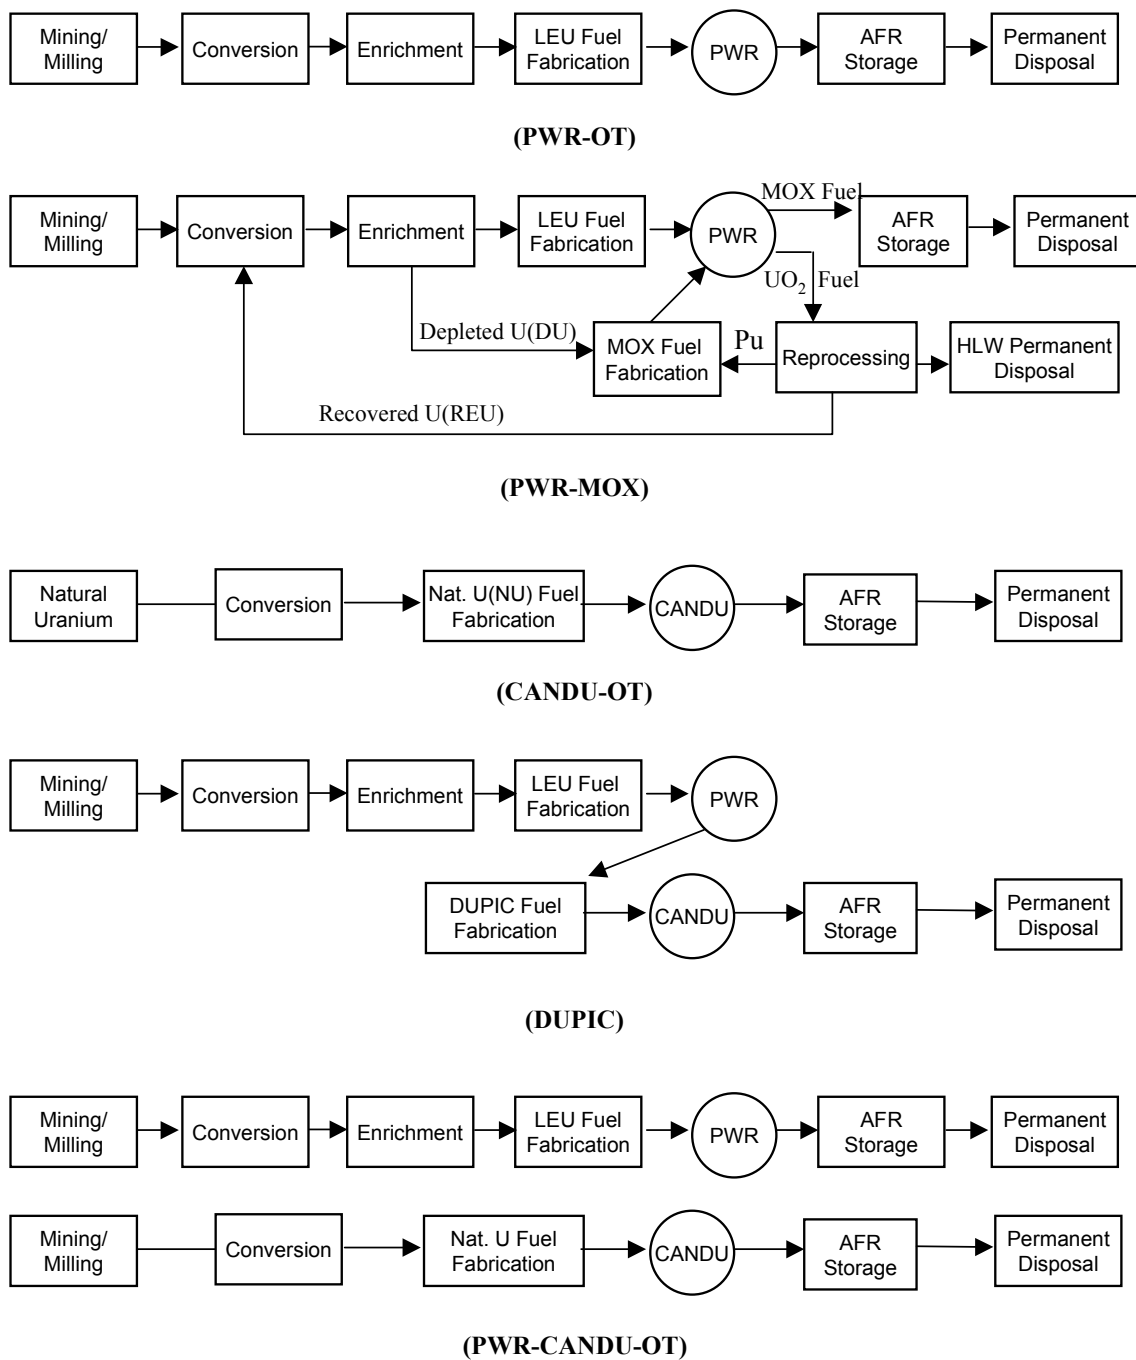 Mining/
Milling
Conversion
Enrichment
LEU Fuel
Fabrication
PWR
AFR
Storage
Permanent
Disposal
(PWR-OT)
Mining/
Milling
Conversion
Enrichment
LEU Fuel
Fabrication
PWR
MOX Fuel
AFR
Storage
Permanent
Disposal
UO2 Fuel
Depleted U(DU)
MOX Fuel
Fabrication
Pu
Reprocessing
HLW Permanent
Disposal
Recovered U(REU)
(PWR-MOX)
Natural
Uranium
Conversion
Nat. U(NU) Fuel
Fabrication
CANDU
AFR
Storage
Permanent
Disposal
(CANDU-OT)
Mining/
Milling
Conversion
Enrichment
LEU Fuel
Fabrication
PWR
DUPIC Fuel
Fabrication
CANDU
AFR
Storage
Permanent
Disposal
(DUPIC)
Mining/
Milling
Conversion
Enrichment
LEU Fuel
Fabrication
PWR
AFR
Storage
Permanent
Disposal
Mining/
Milling
Conversion
Nat. U Fuel
Fabrication
CANDU
AFR
Storage
Permanent
Disposal
(PWR-CANDU-OT)